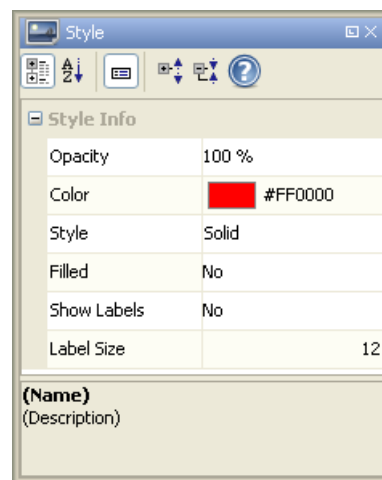 Style
Style Info
Opacity 100 %
Color #FF0000
Style Solid
Filled No
Show Labels No
Label Size 12
(Name)
(Description)